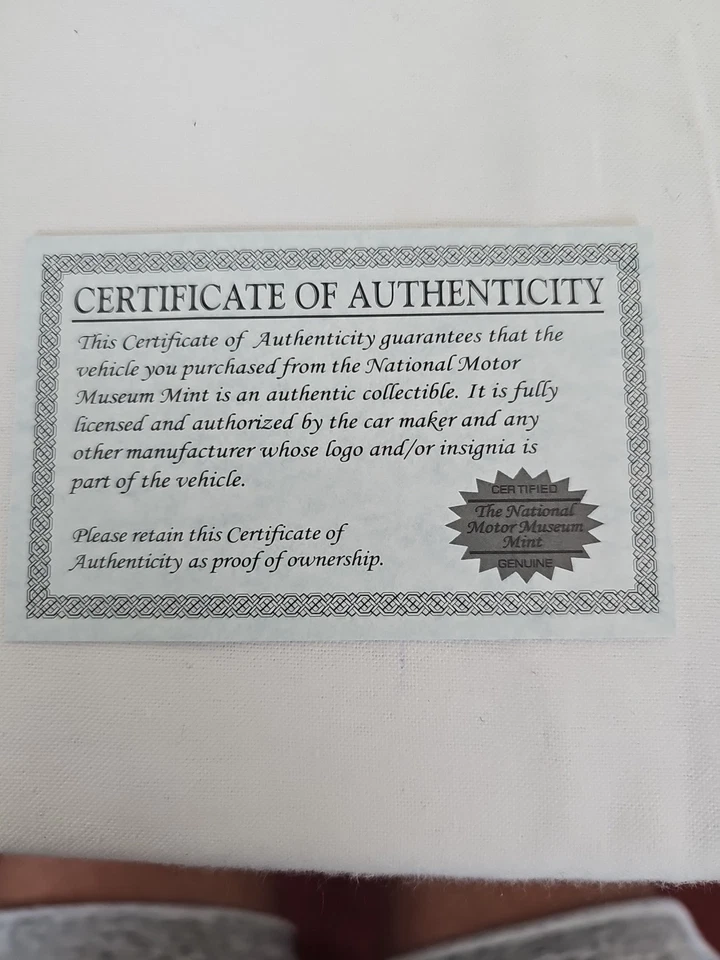 CERTIFICATE OF AUTHENTICITY
This Certificate of Authenticity guarantees that the
vehicle you purchased from the National Motor
Museum Mint is an authentic collectible. It is fully
licensed and authorized by the car maker and any
other manufacturer whose logo and/or insignia is
part of the vehicle.
Please retain this Certificate of
Authenticity as proof of ownership.
CERTIFIED
The National
Motor Museum
Mint
GENUINE